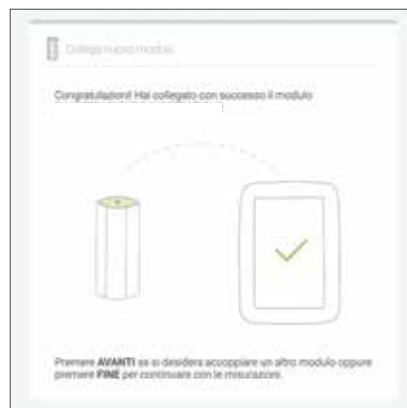 Collega nuovo modulo
Congratulazioni! Hai collegato con successo il modulo
Premere AVANTI se si desidera accoppiare un altro modulo oppure
premere FINE per continuare con le misurazioni.